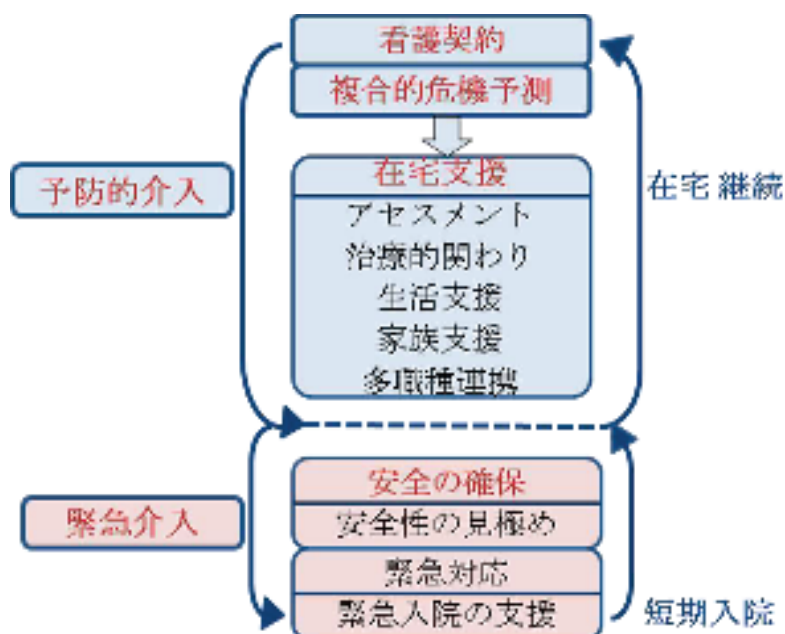 看護契約
複合的危機予測
予防的介入
在宅支援
アセスメント
治療的関わり
生活支援
家族支援
多職種連携
在宅 継続
緊急介入
安全の確保
安全性の見極め
緊急対応
緊急入院の支援
短期入院